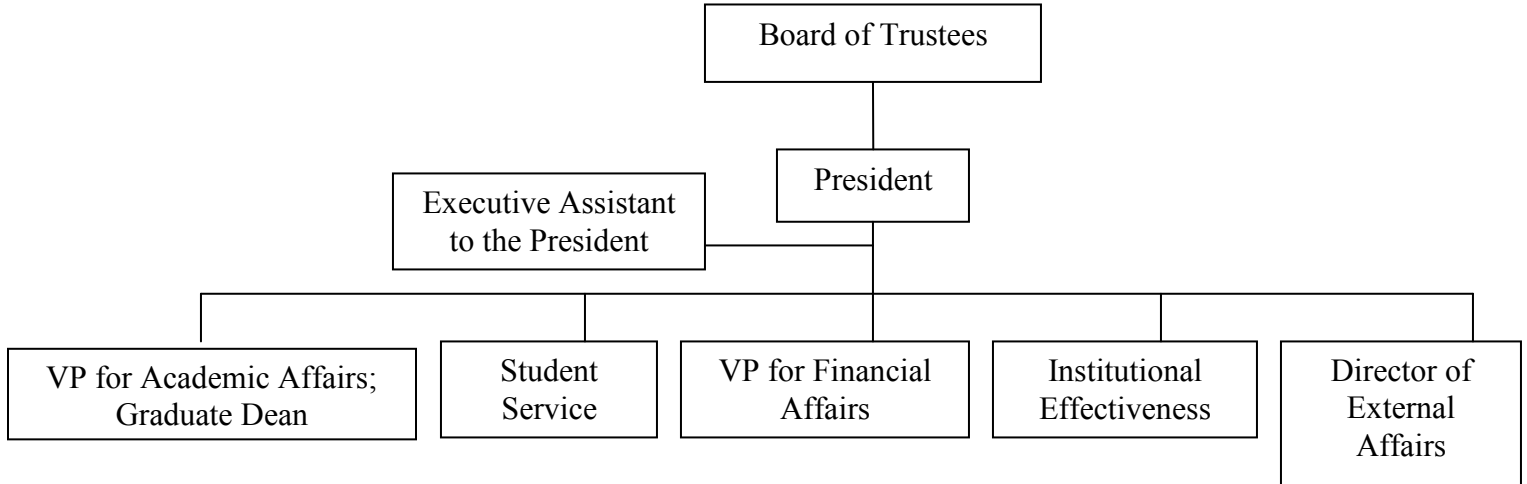 Board of Trustees
President
Executive Assistant
to the President
VP for Academic Affairs;
Graduate Dean
Student
Service
VP for Financial
Affairs
Institutional
Effectiveness
Director of
External
Affairs